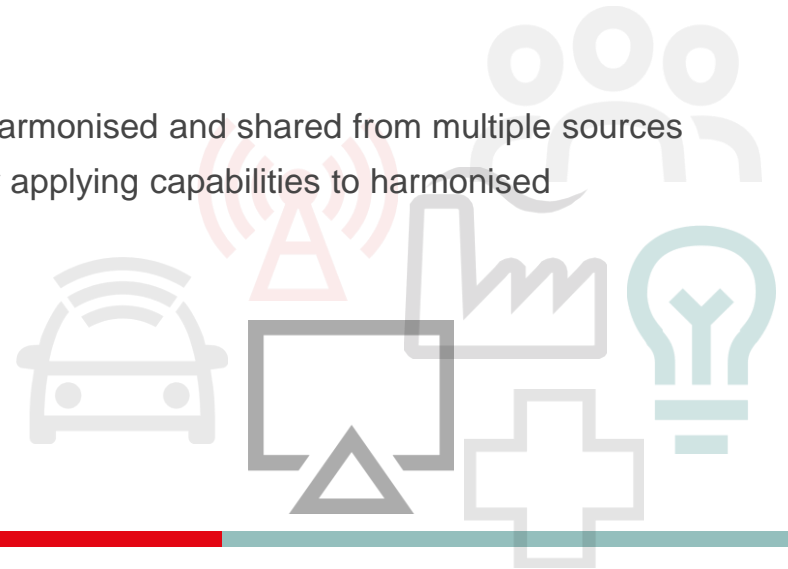 armonised and shared from multiple sources
applying capabilities to harmonised